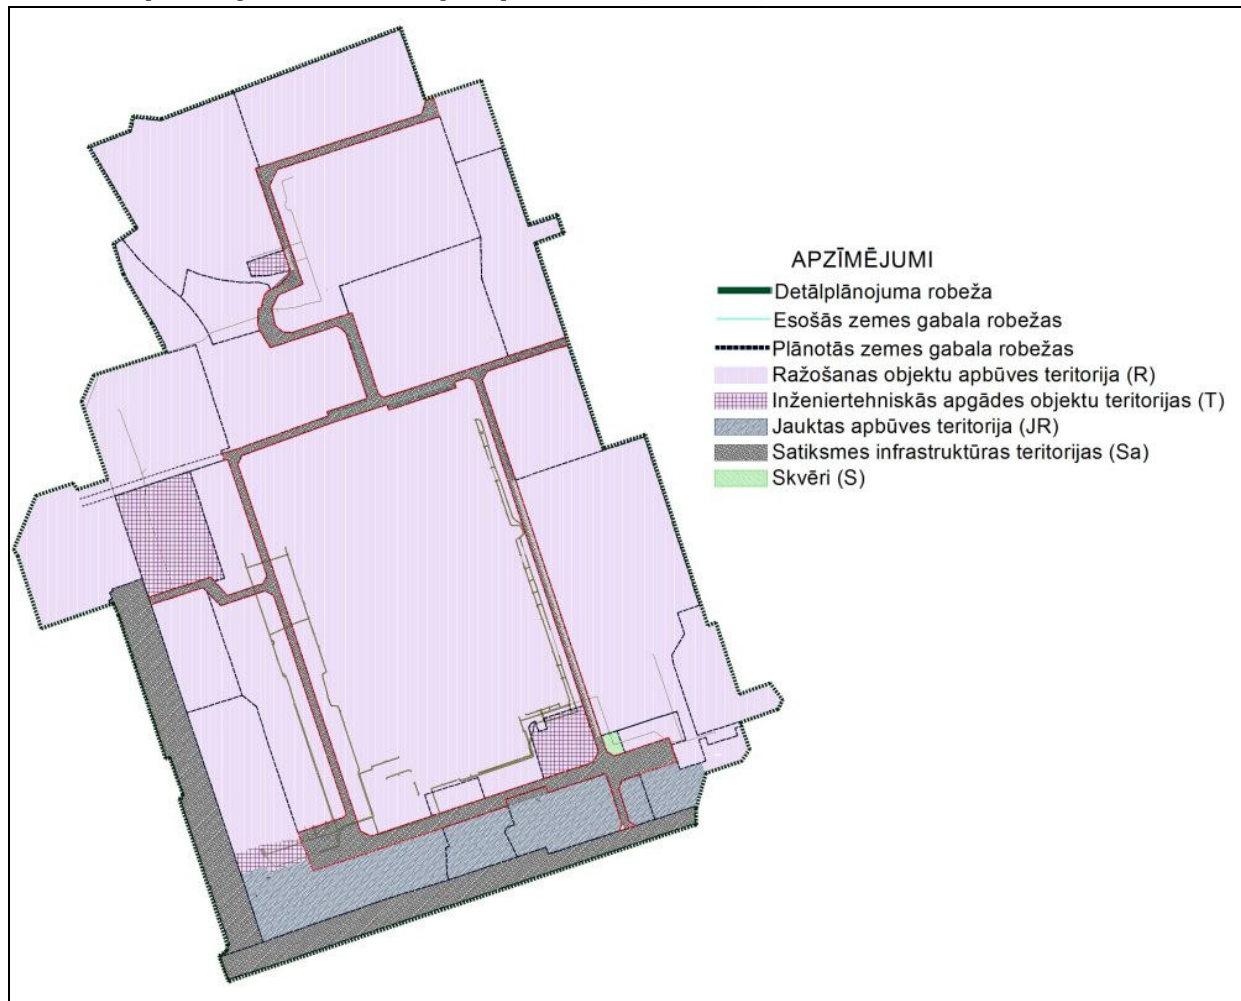 APZĪMĒJUMI
Detālplānojuma robeža
Esošās zemes gabala robežas
Plānotās zemes gabala robežas
Ražošanas objektu apbūves teritorija (R)
Inženiertehniskās apgādes objektu teritorijas (T)
Jauktas apbūves teritorija (JR)
Satiksmes infrastruktūras teritorijas (Sa)
Skvēri (S)